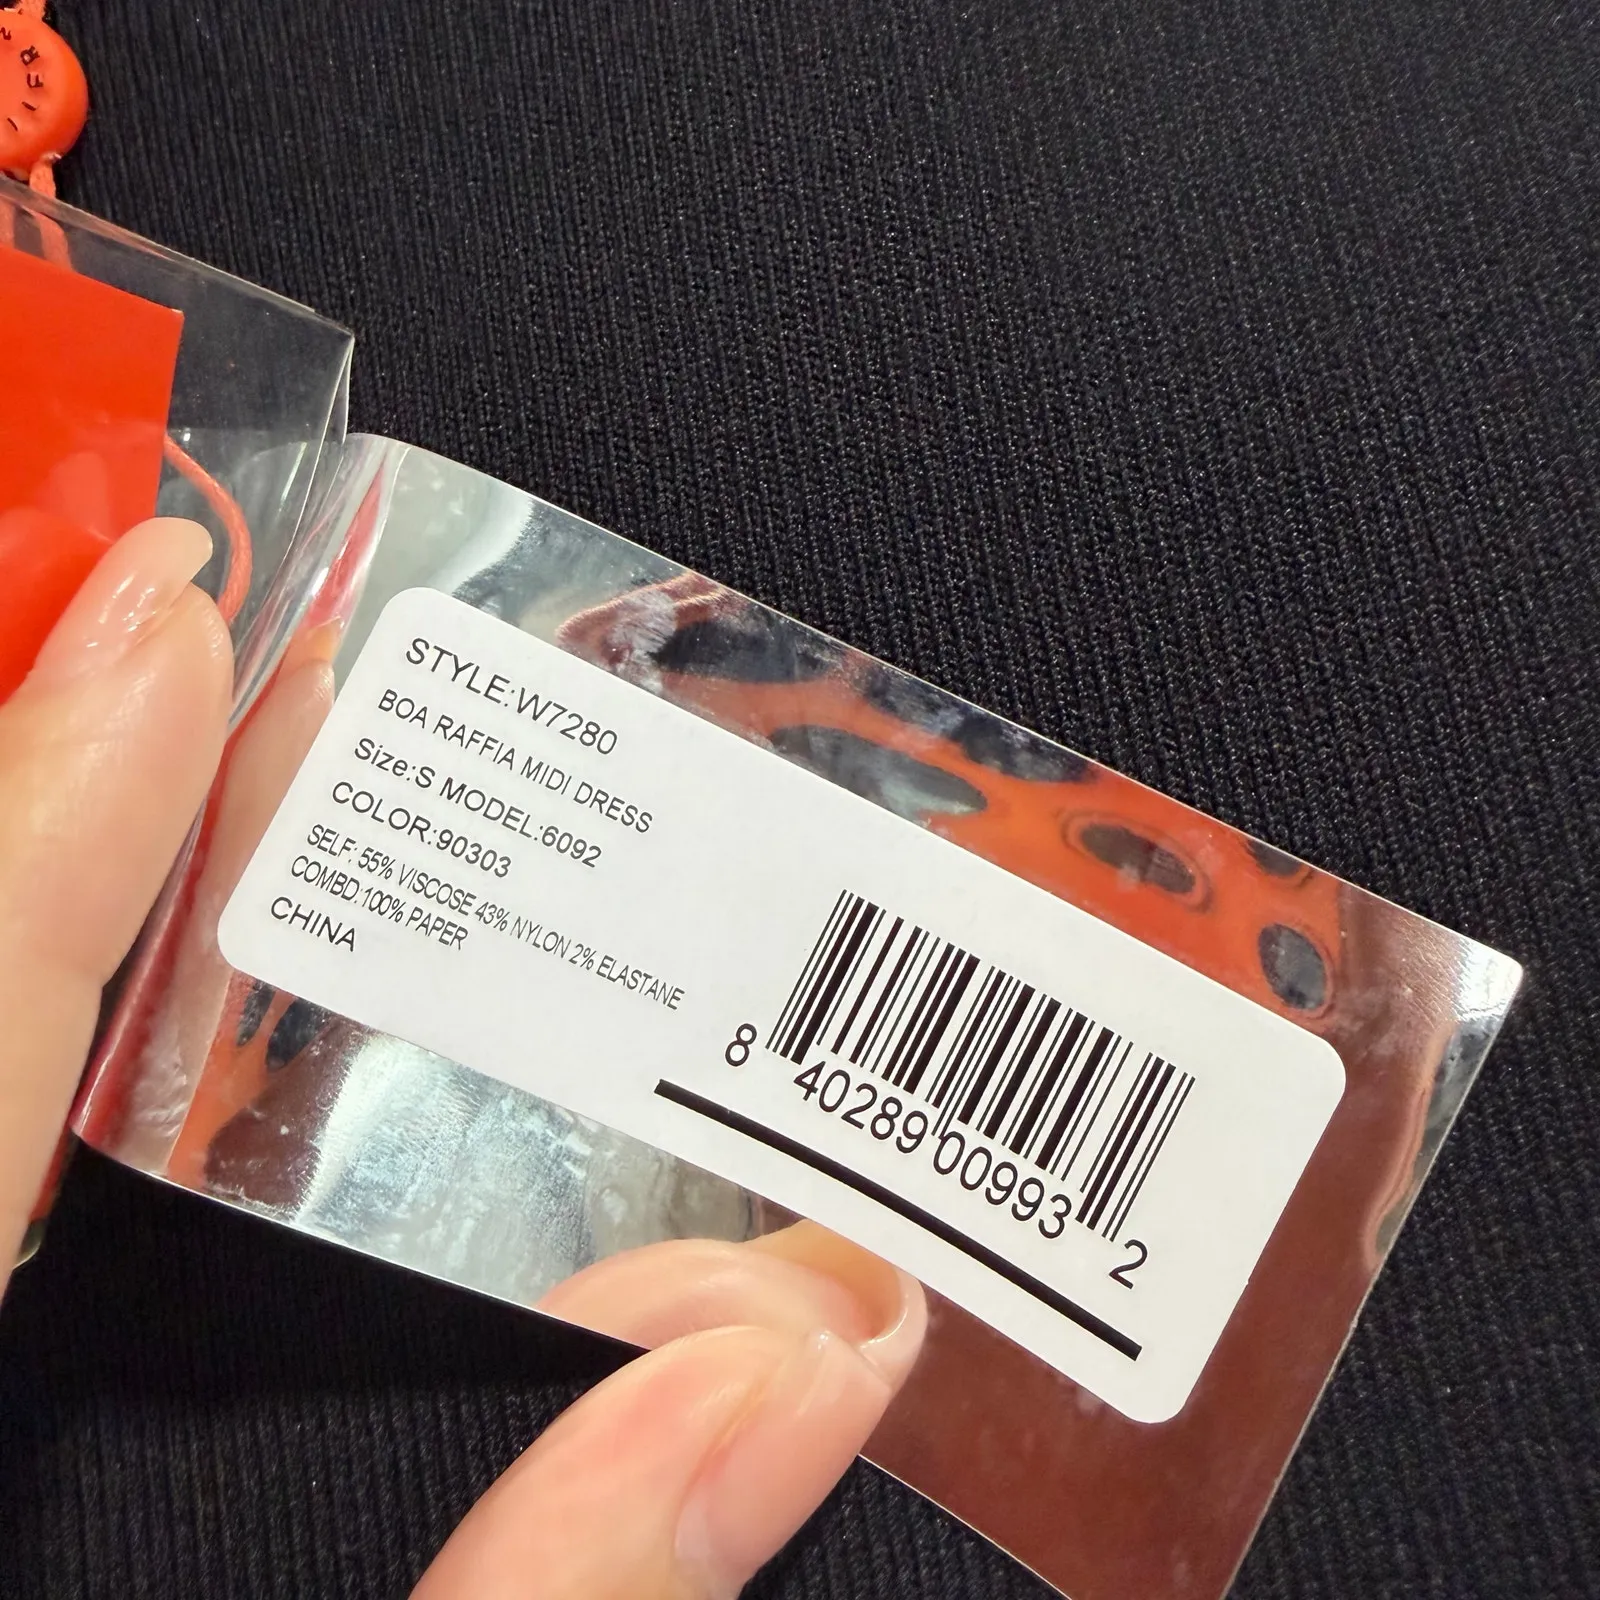 STYLE:W7280
BOA RAFFIA MIDI DRESS
Size:S MODEL:6092
COLOR:90303
SELF: 55% VISCOSE 43% NYLON 2% ELASTANE
COMBD:100% PAPER
CHINA
8 40289 00993 2